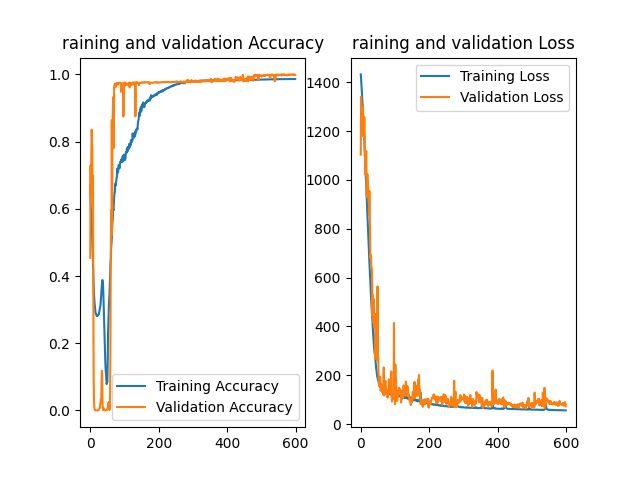 raining and validation Accuracy
1.0
0.8
0.6
0.4
0.2
0.0
Training Accuracy
Validation Accuracy
0 200 400 600
raining and validation Loss
1400
1200
1000
800
600
400
200
0
Training Loss
Validation Loss
0 200 400 600